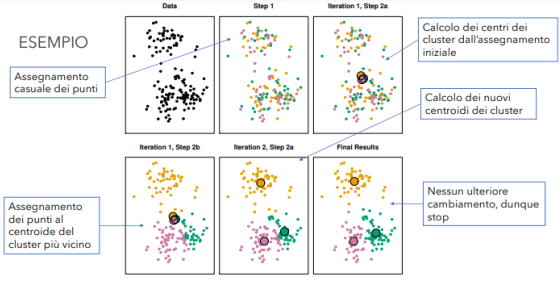 ESEMPIO
Data
Step 1
Iteration 1, Step 2a
Assegnamento
casuale dei punti
Calcolo dei centri dei
cluster dall'assegnamento
iniziale
Calcolo dei nuovi
centroidi dei cluster
Iteration 1, Step 2b
Iteration 2, Step 2a
Final Results
Assegnamento
dei punti al
centroide del
cluster più vicino
Nessun ulteriore
cambiamento, dunque
stop